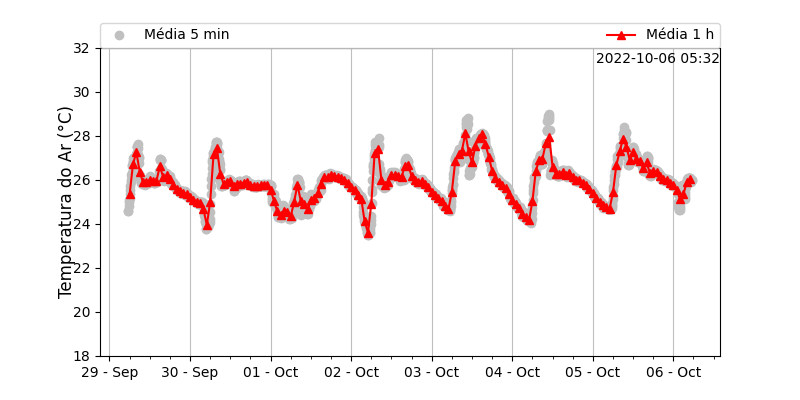 Média 5 min
Média 1 h
2022-10-06 05:32
Temperatura do Ar (°C)
32
30
28
26
24
22
20
18
29 - Sep
30 - Sep
01 - Oct
02 - Oct
03 - Oct
04 - Oct
05 - Oct
06 - Oct